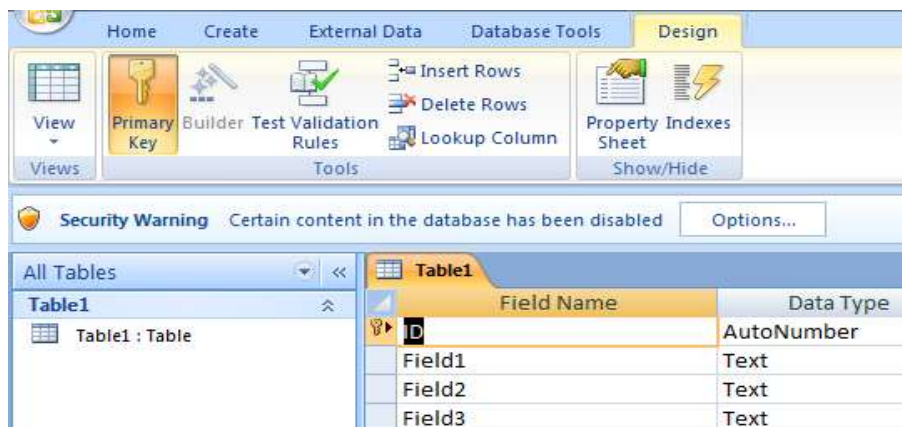 Home Create External Data Database Tools Design
View
Primary Key
Builder
Test Validation Rules
Insert Rows
Delete Rows
Lookup Column
Property Sheet
Indexes
Views Tools Show/Hide
Security Warning Certain content in the database has been disabled Options...
All Tables
Table1
Table1 : Table
Table1
Field Name Data Type
ID AutoNumber
Field1 Text
Field2 Text
Field3 Text